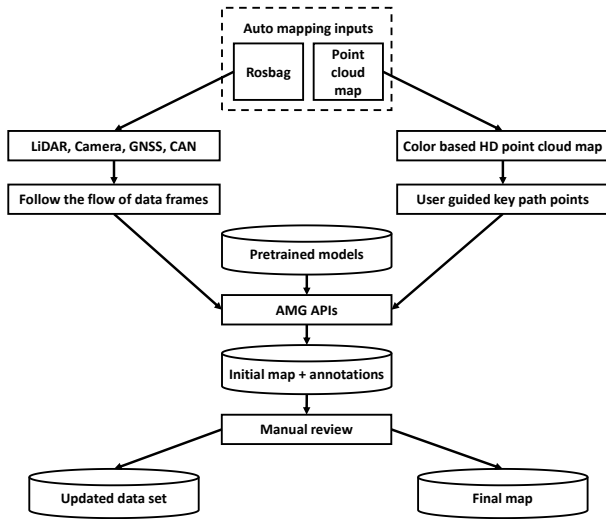 Auto mapping inputs
Rosbag
Point
cloud
map
LiDAR, Camera, GNSS, CAN
Color based HD point cloud map
Follow the flow of data frames
User guided key path points
Pretrained models
AMG APIs
Initial map + annotations
Manual review
Updated data set
Final map